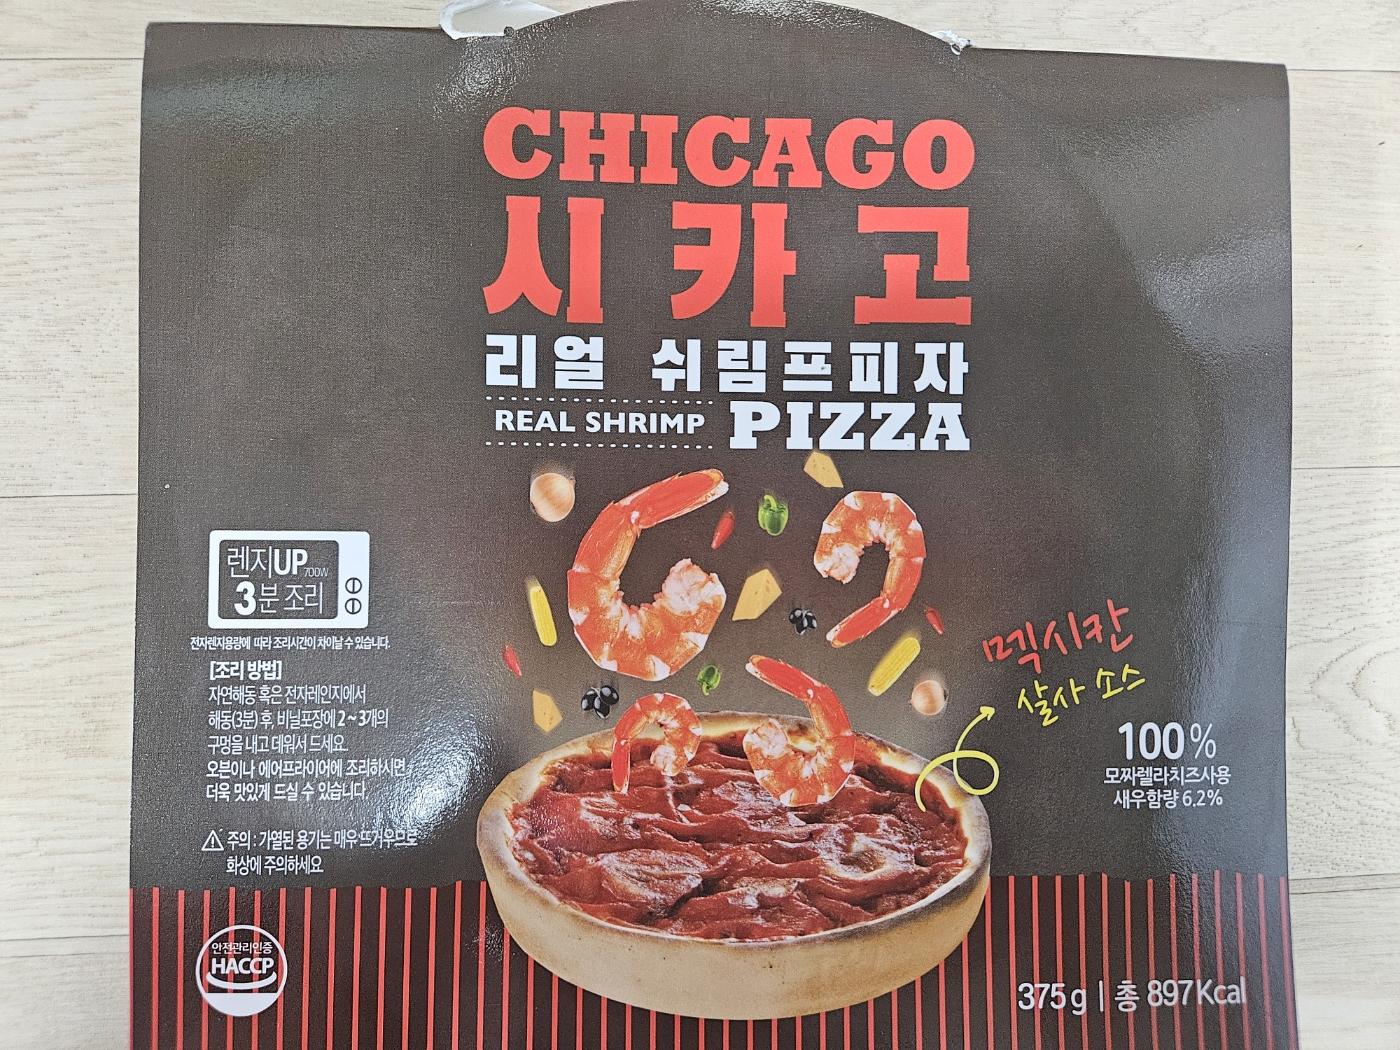 CHICAGO
시카고
리얼 쉬림프피자
REAL SHRIMP PIZZA
렌지UP 700W
3분 조리
전자렌지용량에 따라 조리시간이 차이날 수 있습니다.
[조리 방법]
자연해동 혹은 전자레인지에서
해동(3분) 후, 비닐포장에 2~3개의
구멍을 내고 데워서 드세요.
오븐이나 에어프라이어에 조리하시면,
더욱 맛있게 드실 수 있습니다.
주의 : 가열된 용기는 매우 뜨거우므로
화상에 주의하세요
멕시칸
살사 소스
100%
모짜렐라치즈사용
새우함량 6.2%
안전관리인증
HACCP
375g | 총 897Kcal